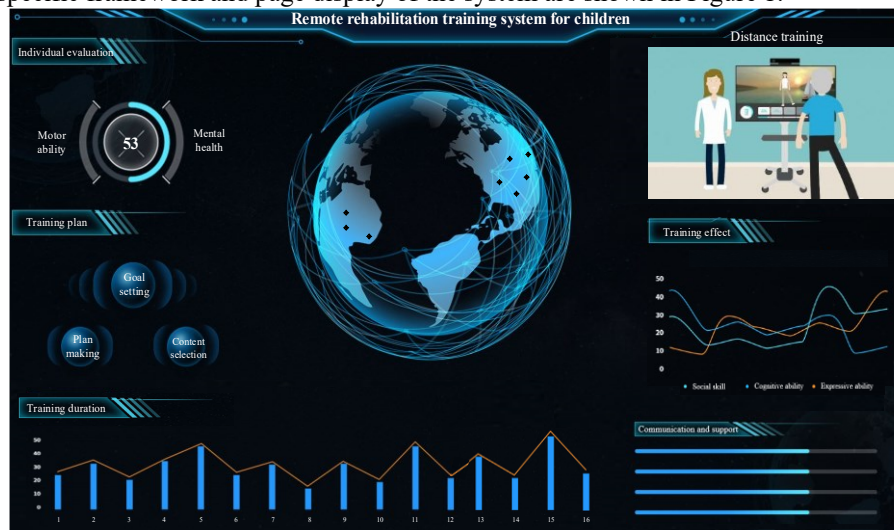 specific framework and page display of the system are shown in Figure 1.
Remote rehabilitation training system for children
Individual evaluation
Motor
ability
53
Mental
health
Training plan
Goal
setting
Plan
making
Content
selection
Distance training
Training effect
50
40
30
20
10
0
Social skill
Cognitive ability
Expressive ability
Training duration
50
40
30
20
10
0
1 2 3 4 5 6 7 8 9 10 11 12 13 14 15 16
Communication and support